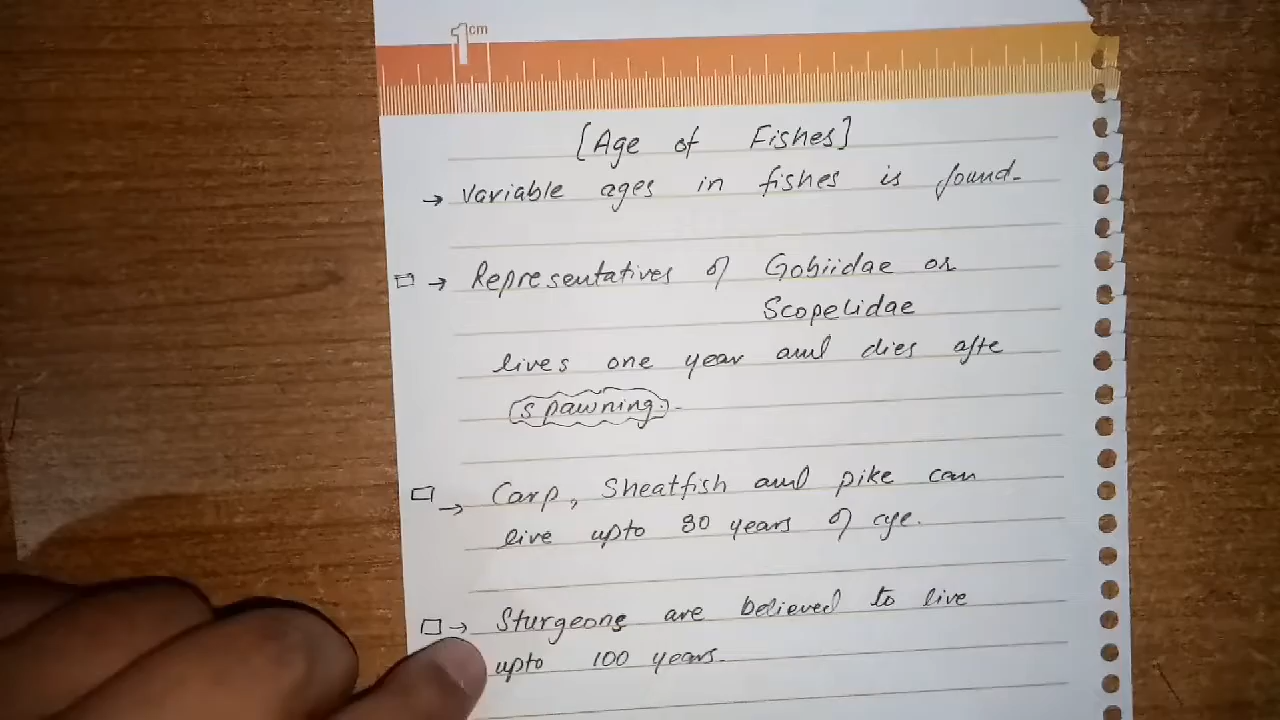 1 cm
[Age of Fishes]
→ Variable ages in fishes is found.
→ Representatives of Gobiidae or
Scopelidae
lives one year and dies afte
spawning.
→ Carp, Sheatfish and pike can
live upto 80 years of age.
→ Sturgeons are believed to live
upto 100 years.